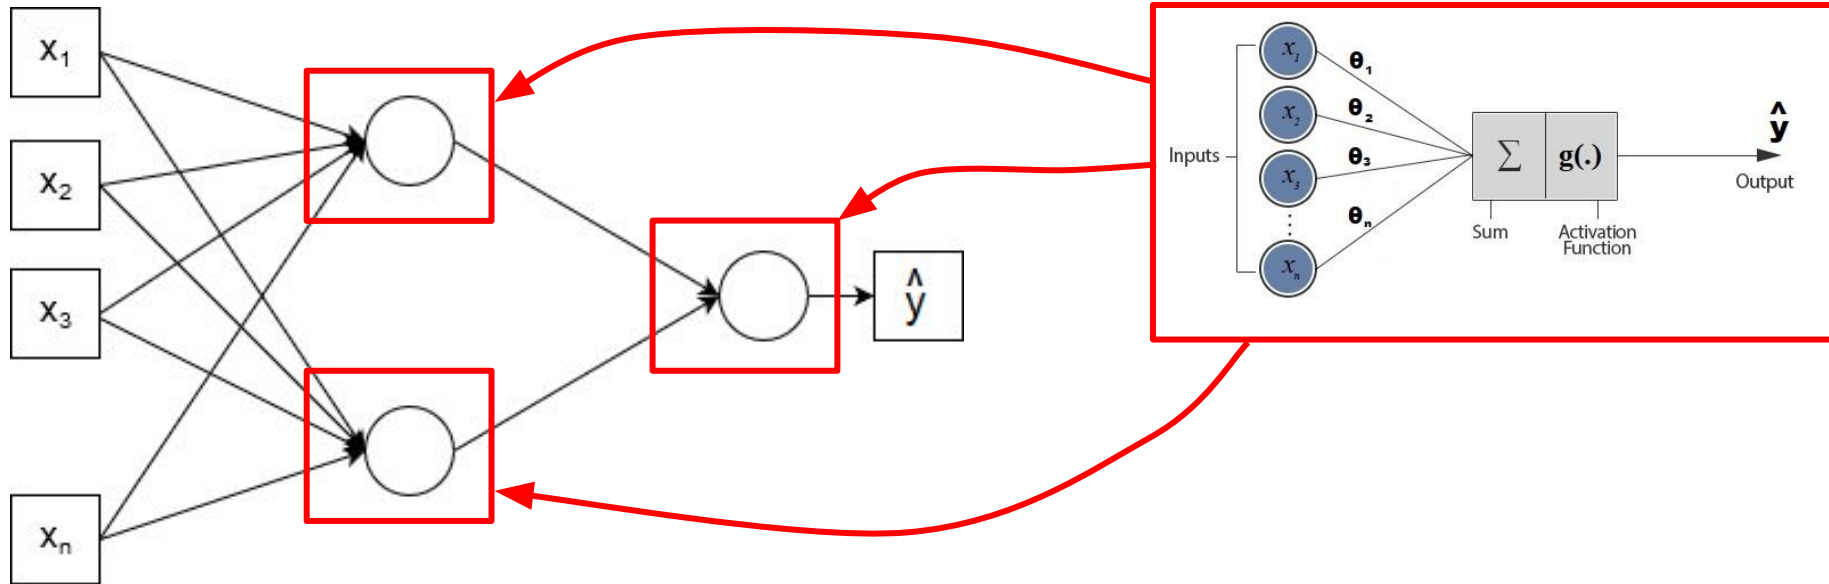 x1
x2
x3
xn
ŷ
Inputs
x1
x2
x3
xn
θ1
θ2
θ3
θn
∑
g(.)
Sum
Activation
Function
ŷ
Output